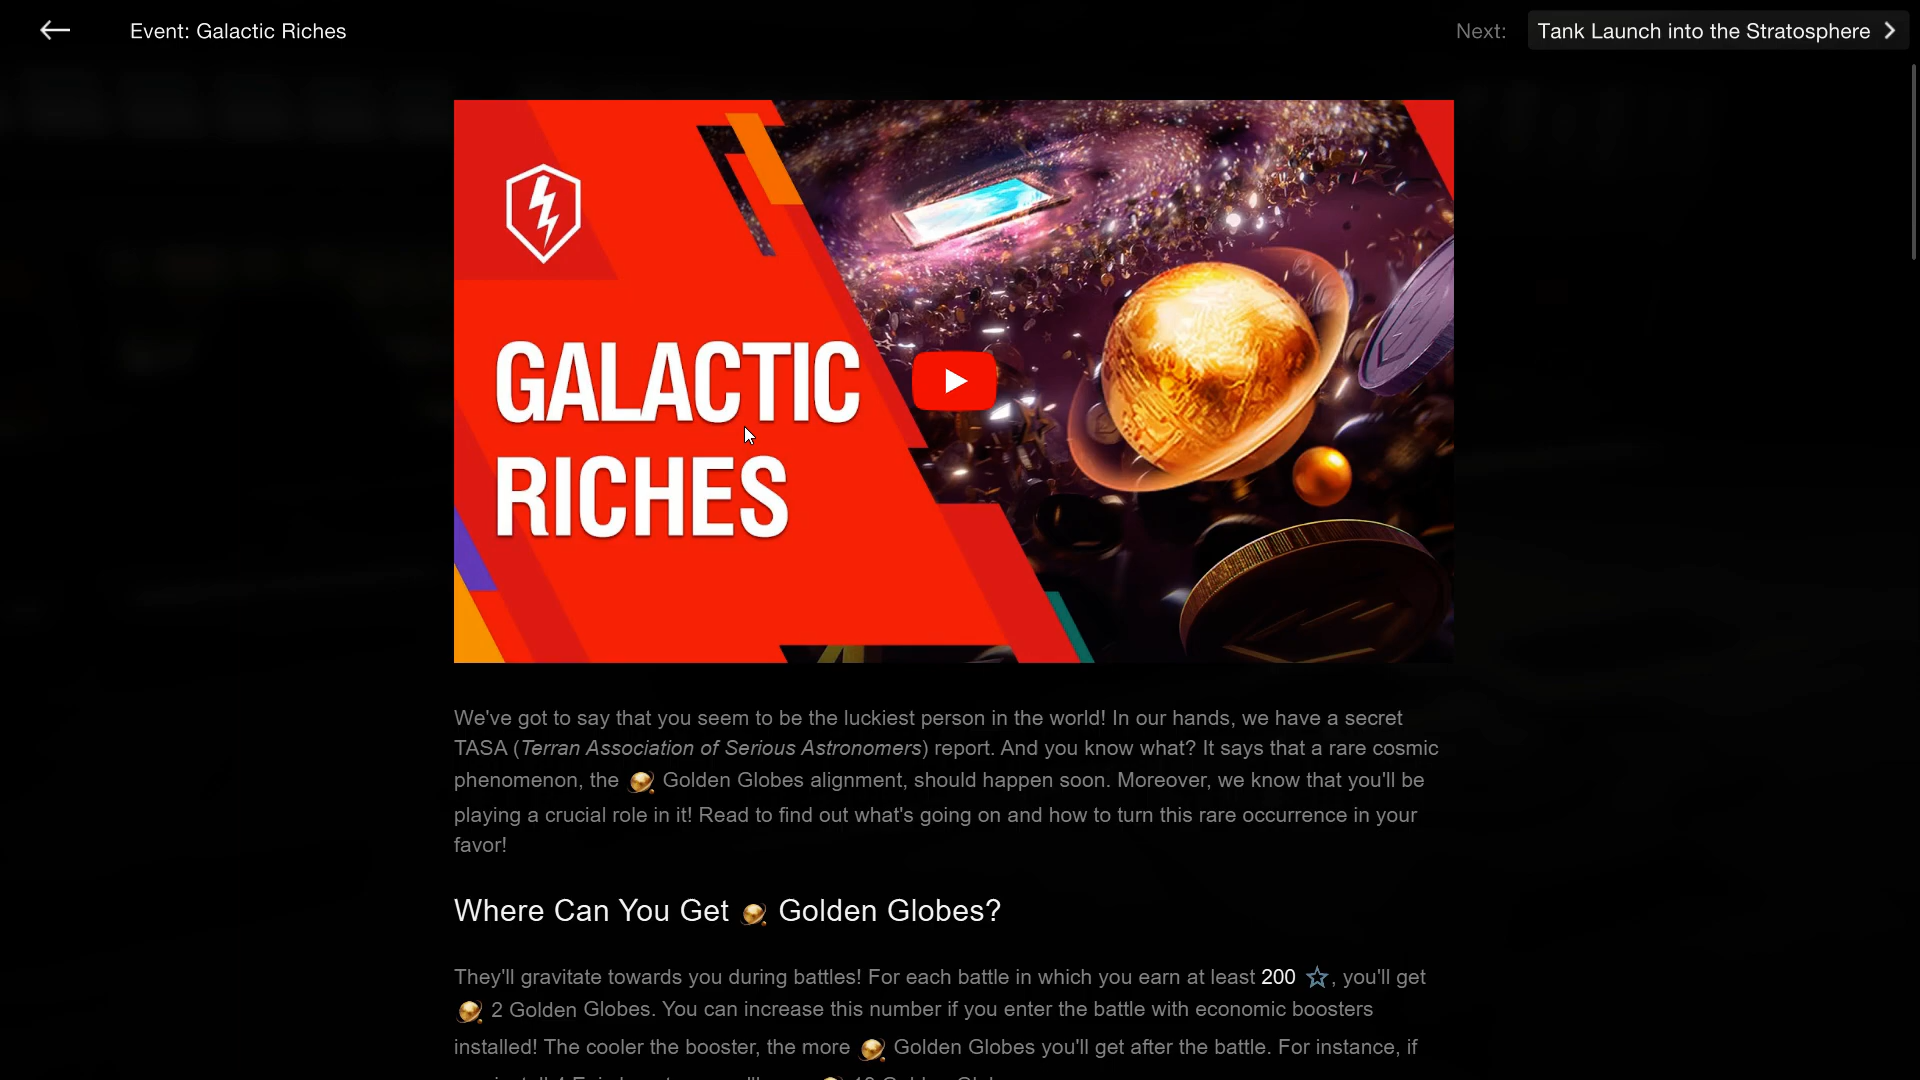 Event: Galactic Riches
Next: Tank Launch into the Stratosphere
GALACTIC
RICHES
We've got to say that you seem to be the luckiest person in the world! In our hands, we have a secret
TASA (Terran Association of Serious Astronomers) report. And you know what? It says that a rare cosmic
phenomenon, the Golden Globes alignment, should happen soon. Moreover, we know that you'll be
playing a crucial role in it! Read to find out what's going on and how to turn this rare occurrence in your
favor!
Where Can You Get Golden Globes?
They'll gravitate towards you during battles! For each battle in which you earn at least 200 , you'll get
2 Golden Globes. You can increase this number if you enter the battle with economic boosters
installed! The cooler the booster, the more Golden Globes you'll get after the battle. For instance, if